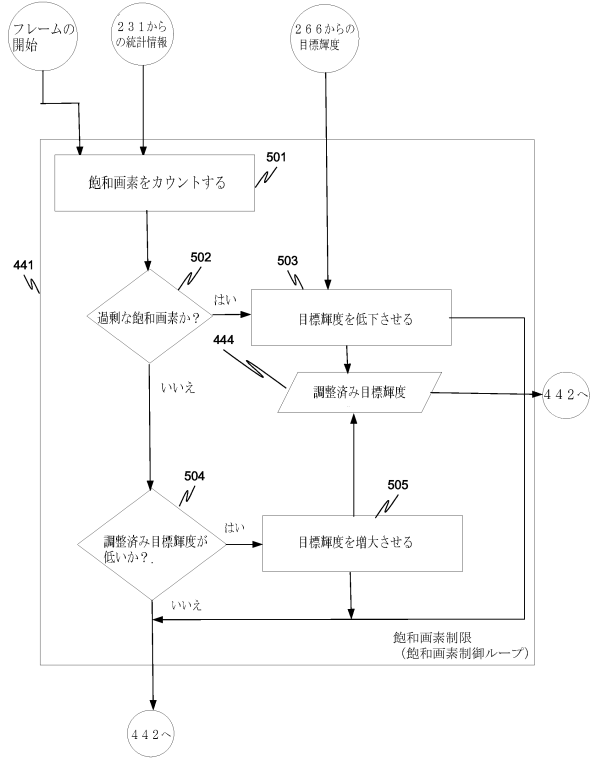 フレームの
開始
２３１から
の統計情報
２６６からの
目標輝度
501
飽和画素をカウントする
502
過剰な飽和画素か？
はい
503
目標輝度を低下させる
441
444
調整済み目標輝度
４４２へ
いいえ
504
調整済み目標輝度が
低いか？.
はい
505
目標輝度を増大させる
いいえ
飽和画素制限
（飽和画素制御ループ）
４４２へ